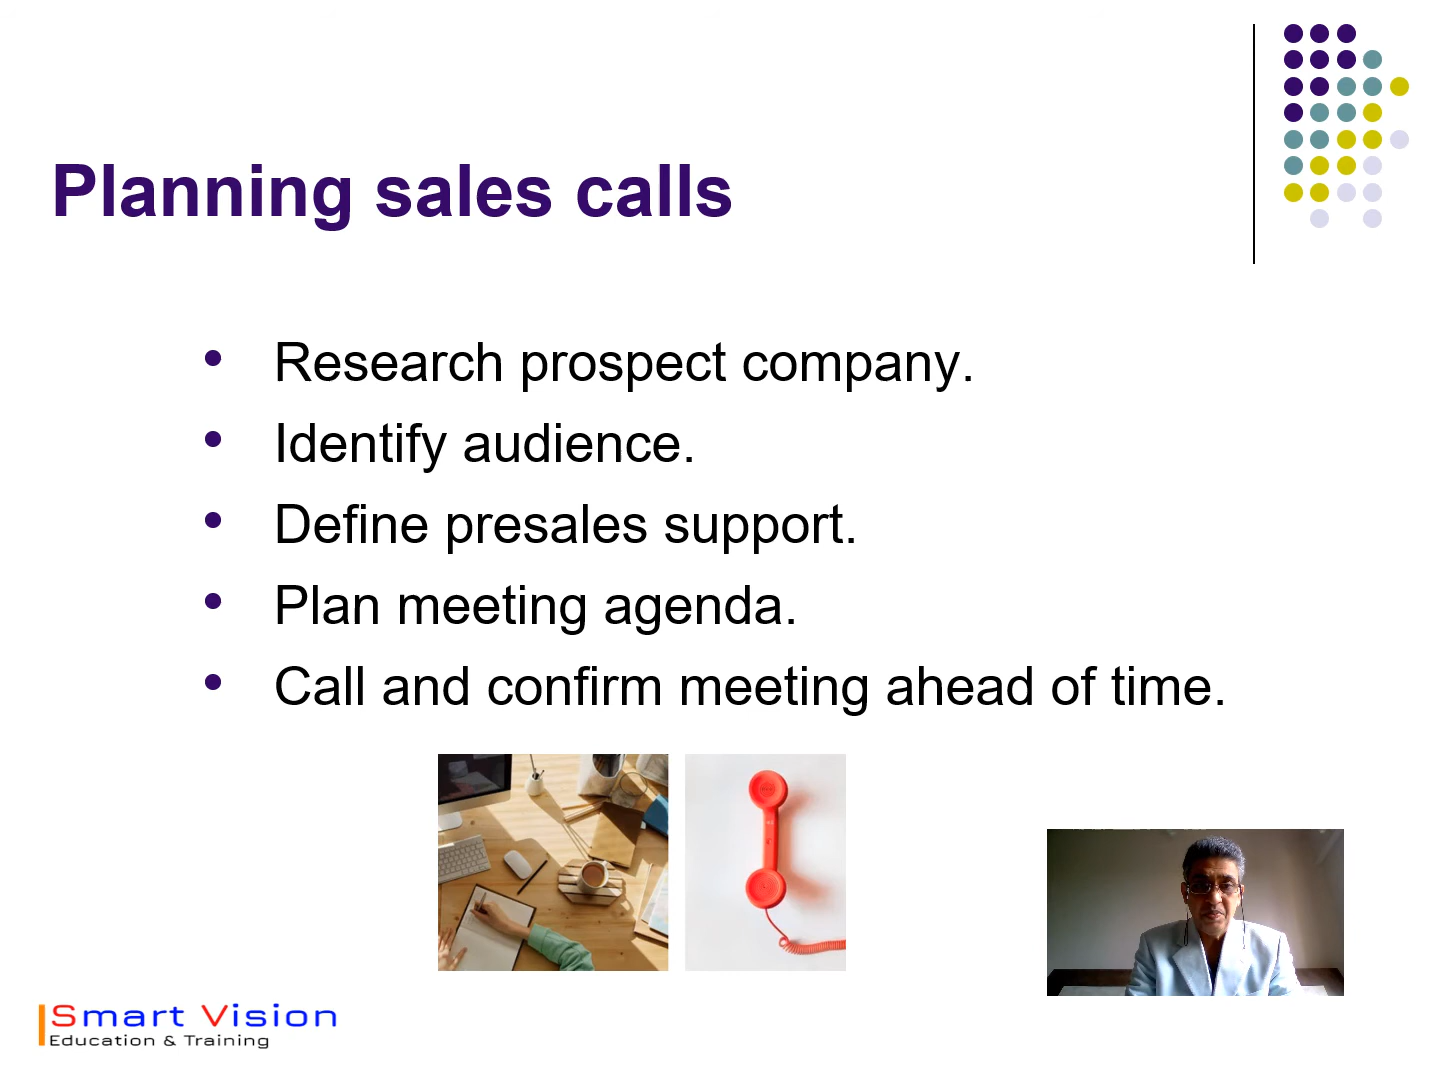 Planning sales calls
• Research prospect company.
• Identify audience.
• Define presales support.
• Plan meeting agenda.
• Call and confirm meeting ahead of time.
Smart Vision
Education & Training